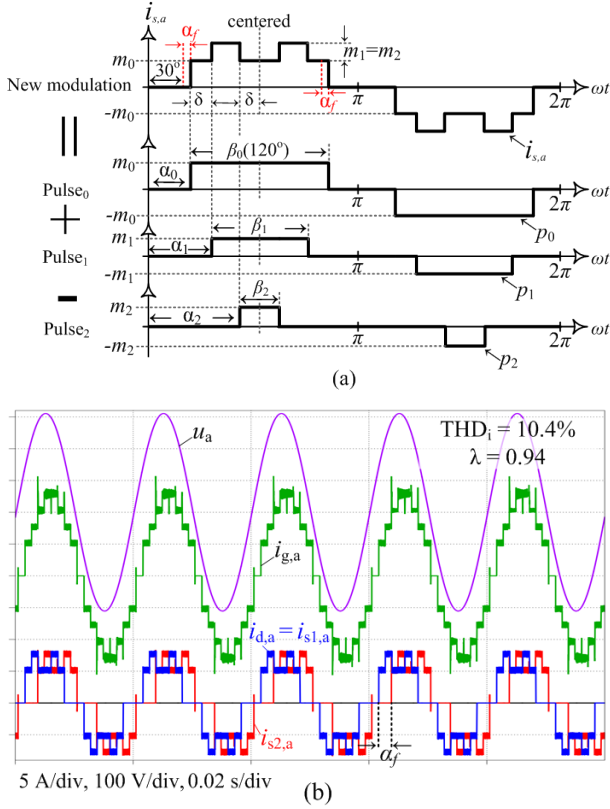 i_{s,a}
centered
α_f
m_0
m_1=m_2
30°
New modulation
α_f
π
2π
ωt
δ
δ
-m_0
i_{s,a}
β_0(120°)
m_0
α_0
Pulse_0
π
2π
ωt
-m_0
p_0
β_1
m_1
α_1
Pulse_1
ωt
-m_1
p_1
β_2
m_2
α_2
Pulse_2
π
2π
ωt
-m_2
p_2
(a)
THD_i = 10.4%
u_a
λ = 0.94
i_{g,a}
i_{d,a} = i_{s1,a}
i_{s2,a}
α_f
5 A/div, 100 V/div, 0.02 s/div
(b)